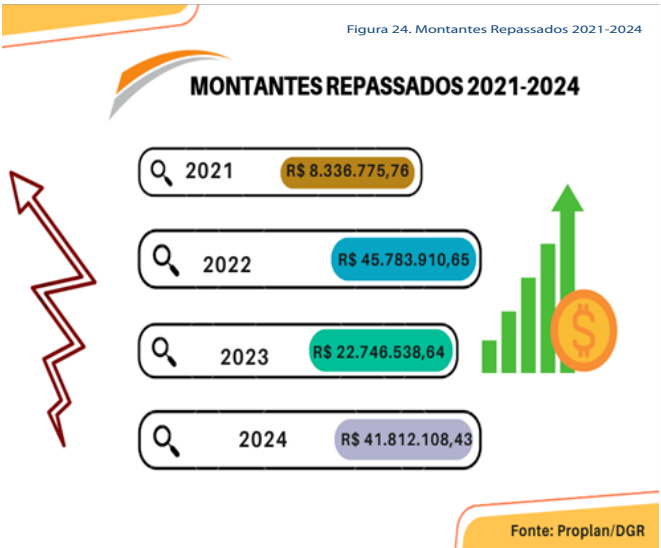 Figura 24. Montantes Repassados 2021-2024
MONTANTES REPASSADOS 2021-2024
2021 R$ 8.336.775,76
2022 R$ 45.783.910,65
2023 R$ 22.746.538,64
2024 R$ 41.812.108,43
$
Fonte: Proplan/DGR